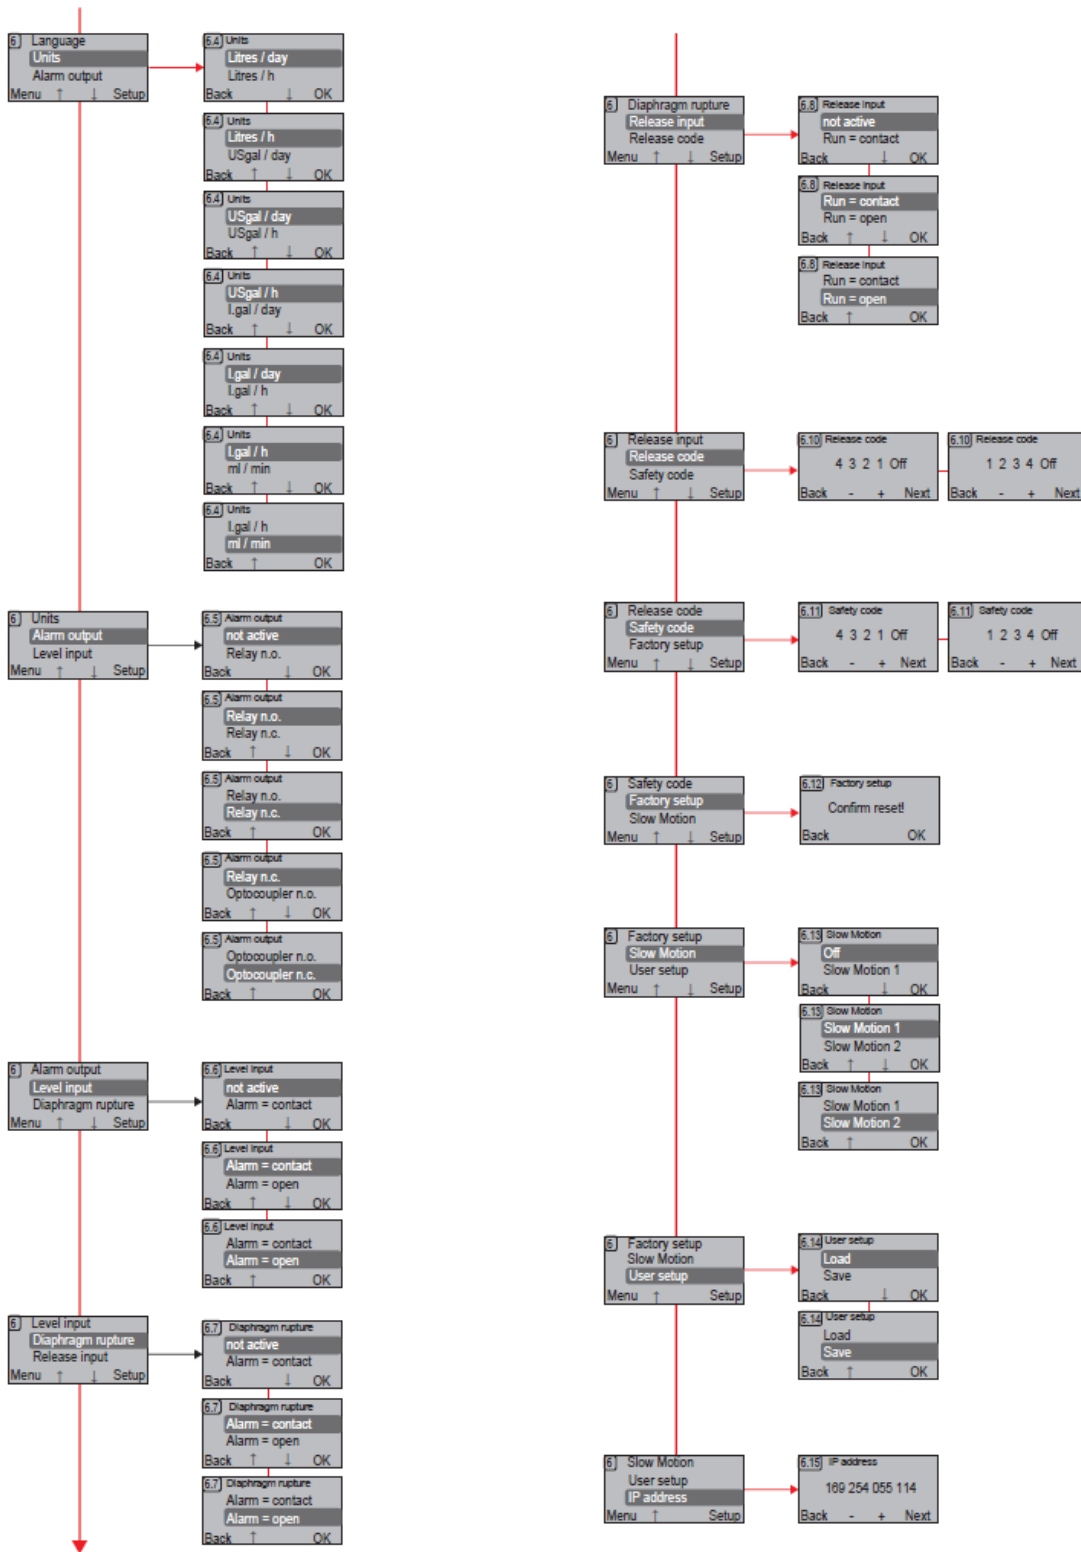 6 Language
Units
Alarm output
Menu ↑ ↓ Setup
6.4 Units
Litres / day
Litres / h
Back ↓ OK
6.4 Units
Litres / h
USgal / day
Back ↑ ↓ OK
6.4 Units
USgal / day
USgal / h
Back ↑ ↓ OK
6.4 Units
USgal / h
I.gal / day
Back ↑ ↓ OK
6.4 Units
I.gal / day
I.gal / h
Back ↑ ↓ OK
6.4 Units
I.gal / h
ml / min
Back ↑ ↓ OK
6.4 Units
I.gal / h
ml / min
Back ↑ OK
6 Units
Alarm output
Level input
Menu ↑ ↓ Setup
6.5 Alarm output
not active
Relay n.o.
Back ↓ OK
6.5 Alarm output
Relay n.o.
Relay n.c.
Back ↑ ↓ OK
6.5 Alarm output
Relay n.o.
Relay n.c.
Back ↑ OK
6.5 Alarm output
Relay n.c.
Optocoupler n.o.
Back ↑ ↓ OK
6.5 Alarm output
Optocoupler n.o.
Optocoupler n.c.
Back ↑ OK
6 Alarm output
Level input
Diaphragm rupture
Menu ↑ ↓ Setup
6.6 Level input
not active
Alarm = contact
Back ↓ OK
6.6 Level input
Alarm = contact
Alarm = open
Back ↑ ↓ OK
6.6 Level input
Alarm = contact
Alarm = open
Back ↑ OK
6 Level input
Diaphragm rupture
Release input
Menu ↑ ↓ Setup
6.7 Diaphragm rupture
not active
Alarm = contact
Back ↓ OK
6.7 Diaphragm rupture
Alarm = contact
Alarm = open
Back ↑ ↓ OK
6.7 Diaphragm rupture
Alarm = contact
Alarm = open
Back ↑ OK
6 Diaphragm rupture
Release input
Release code
Menu ↑ ↓ Setup
6.8 Release input
not active
Run = contact
Back ↓ OK
6.8 Release input
Run = contact
Run = open
Back ↑ ↓ OK
6.8 Release input
Run = contact
Run = open
Back ↑ OK
6 Release input
Release code
Safety code
Menu ↑ ↓ Setup
6.10 Release code
4 3 2 1 Off
Back - + Next
6.10 Release code
1 2 3 4 Off
Back - + Next
6 Release code
Safety code
Factory setup
Menu ↑ ↓ Setup
6.11 Safety code
4 3 2 1 Off
Back - + Next
6.11 Safety code
1 2 3 4 Off
Back - + Next
6 Safety code
Factory setup
Slow Motion
Menu ↑ ↓ Setup
6.12 Factory setup
Confirm reset!
Back OK
6 Factory setup
Slow Motion
User setup
Menu ↑ ↓ Setup
6.13 Slow Motion
Off
Slow Motion 1
Back ↓ OK
6.13 Slow Motion
Slow Motion 1
Slow Motion 2
Back ↑ ↓ OK
6.13 Slow Motion
Slow Motion 1
Slow Motion 2
Back ↑ OK
6 Factory setup
Slow Motion
User setup
Menu ↑ Setup
6.14 User setup
Load
Save
Back ↓ OK
6.14 User setup
Load
Save
Back ↑ OK
6 Slow Motion
User setup
IP address
Menu ↑ Setup
6.15 IP address
169 254 055 114
Back - + Next